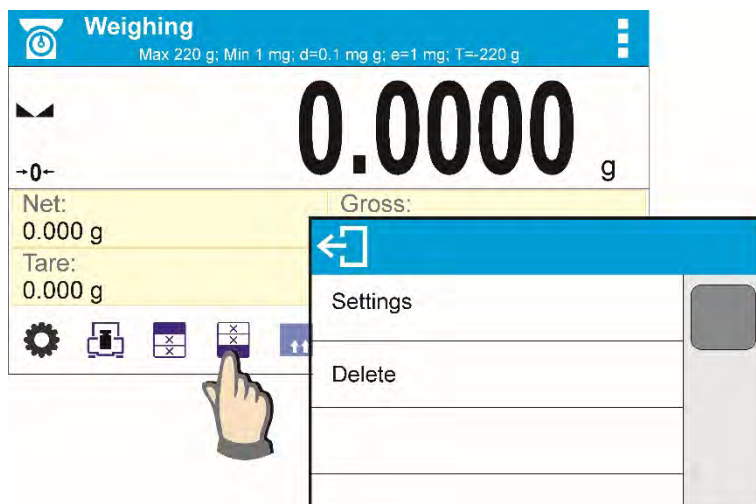 Weighing
Max 220 g; Min 1 mg; d=0.1 mg g; e=1 mg; T=-220 g
0.0000 g
→0←
Net:
0.000 g
Gross:
Tare:
0.000 g
Settings
Delete